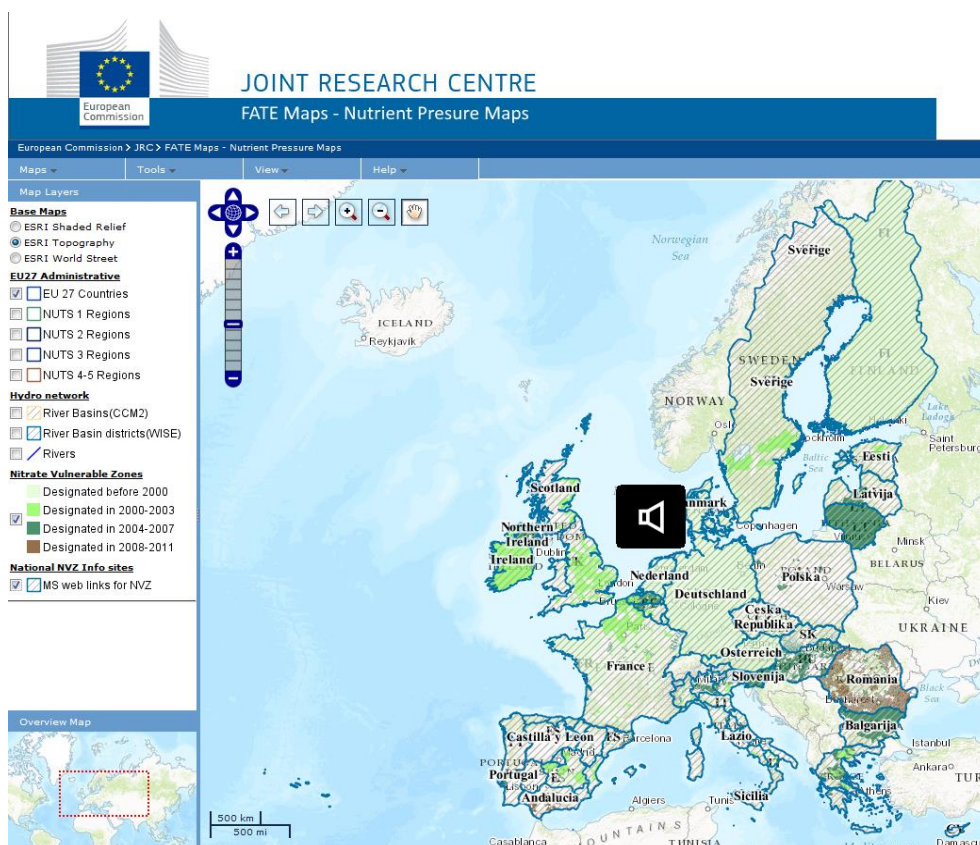 European
Commission
JOINT RESEARCH CENTRE
FATE Maps - Nutrient Presure Maps
European Commission > JRC > FATE Maps - Nutrient Pressure Maps
Maps
Tools
View
Help
Map Layers
Base Maps
ESRI Shaded Relief
ESRI Topography
ESRI World Street
EU27 Administrative
EU 27 Countries
NUTS 1 Regions
NUTS 2 Regions
NUTS 3 Regions
NUTS 4-5 Regions
Hydro network
River Basins(CCM2)
River Basin districts(WISE)
Rivers
Nitrate Vulnerable Zones
Designated before 2000
Designated in 2000-2003
Designated in 2004-2007
Designated in 2008-2011
National NVZ Info sites
MS web links for NVZ
Overview Map
Norwegian
Sea
Sverige
ICELAND
Reykjavik
FI
SWEDEN
FINLAND
Sverige
NORWAY
Lake
Ladoga
Saint
Petersburg
Baltic
Sea
Eesti
Scotland
Latvija
Copenhagen
Northern
Ireland
Dublin
Ireland
Minsk
BELARUS
London
Nederland
Deutschland
Polska
Warsaw
Kiev
Ceska
Republika
UKRAINE
SK
Osterreich
France
Slovenija
Romania
Black
Sea
Balgarija
Castilla y Leon
ES
Barcelona
Lazio
Istanbul
Portugal
Ankara
TUR
Andalucia
Algiers
Tunis
Sicilia
Athens
500 km
500 mi
Casablanca
TUNISIA
Damasc